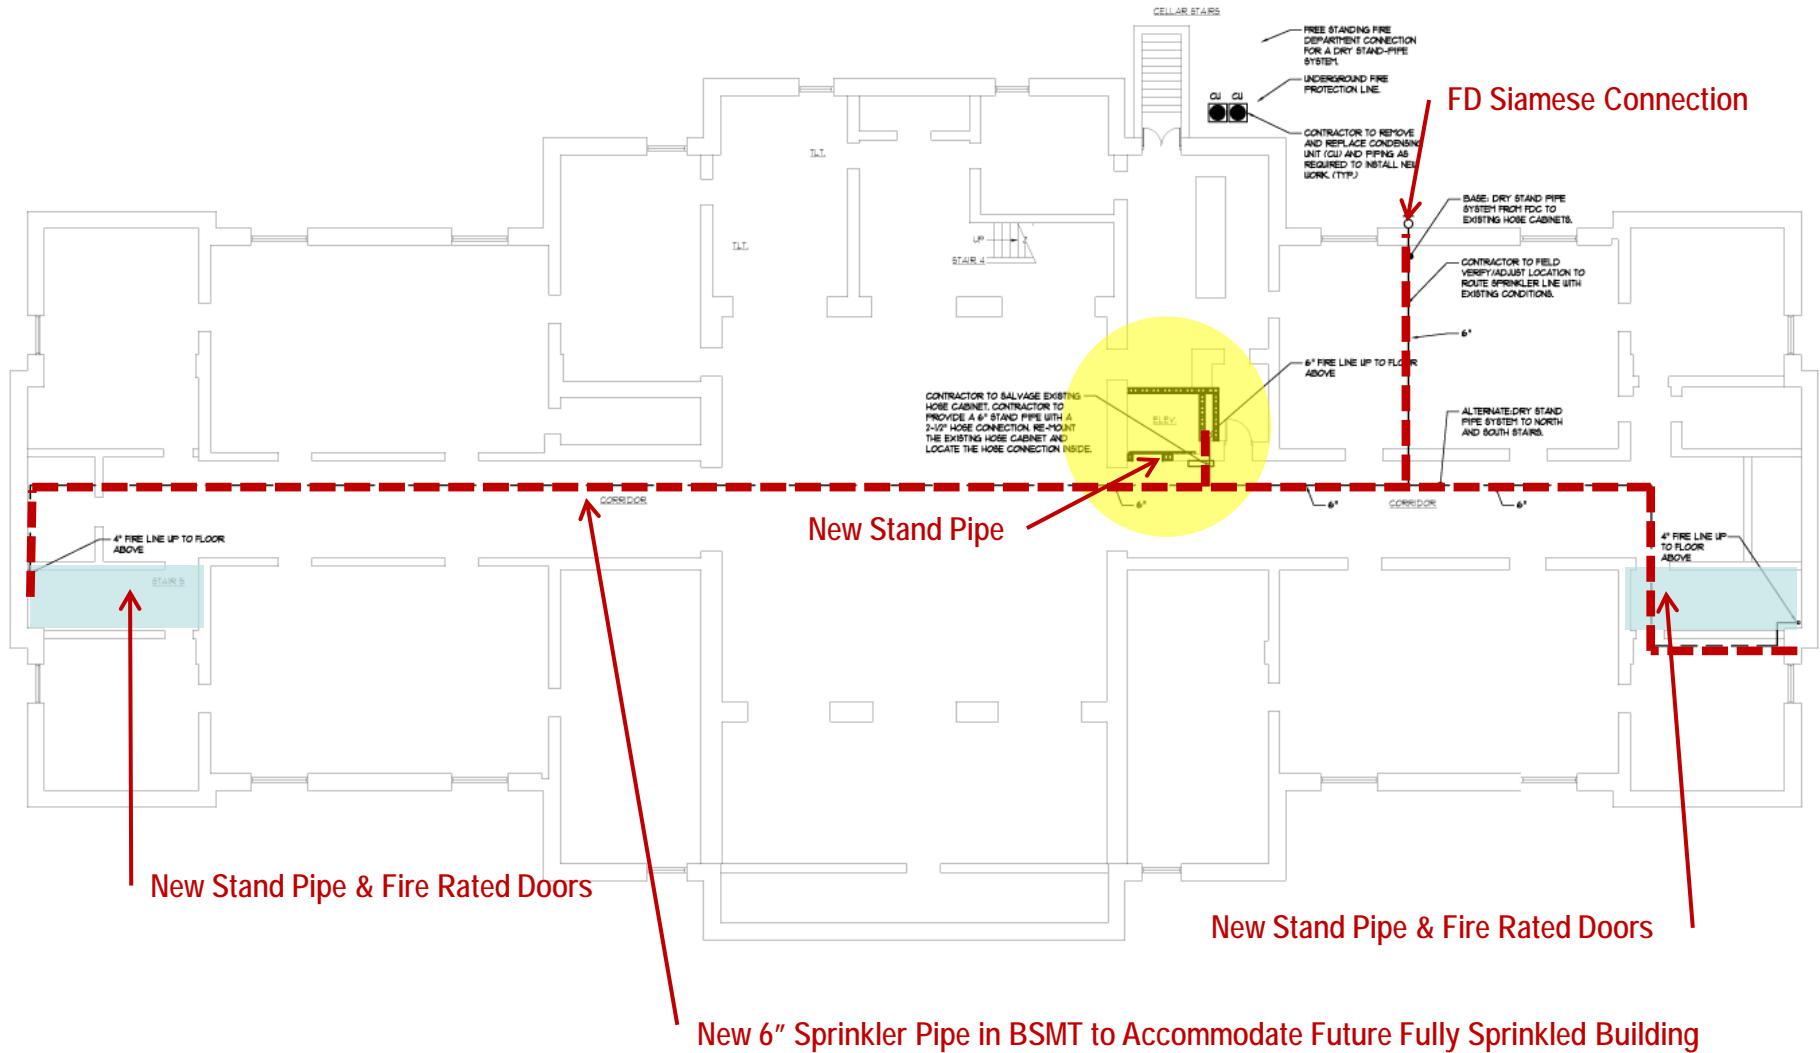 CELLAR STAIRS
FREE STANDING FIRE
DEPARTMENT CONNECTION
FOR A DRY STAND-PIPE
SYSTEM.
UNDERGROUND FIRE
PROTECTION LINE.
CU CU
FD Siamese Connection
CONTRACTOR TO REMOVE
AND REPLACE CONDENSING
UNIT (CU) AND PIPING AS
REQUIRED TO INSTALL NEW
WORK. (TYP.)
TLT.
BASE: DRY STAND PIPE
SYSTEM FROM FDC TO
EXISTING HOSE CABINETS.
TLT.
UP
STAIR 4
CONTRACTOR TO FIELD
VERIFY/ADJUST LOCATION TO
ROUTE SPRINKLER LINE WITH
EXISTING CONDITIONS.
6"
6" FIRE LINE UP TO FLOOR
ABOVE
CONTRACTOR TO SALVAGE EXISTING
HOSE CABINET. CONTRACTOR TO
PROVIDE A 6" STAND PIPE WITH A
2-1/2" HOSE CONNECTION. RE-MOUNT
THE EXISTING HOSE CABINET AND
LOCATE THE HOSE CONNECTION INSIDE.
ELEV.
ALTERNATE: DRY STAND
PIPE SYSTEM TO NORTH
AND SOUTH STAIRS.
CORRIDOR
6"
6"
CORRIDOR
6"
New Stand Pipe
4" FIRE LINE UP TO FLOOR
ABOVE
4" FIRE LINE UP
TO FLOOR
ABOVE
STAIR 5
New Stand Pipe & Fire Rated Doors
New Stand Pipe & Fire Rated Doors
New 6" Sprinkler Pipe in BSMT to Accommodate Future Fully Sprinkled Building